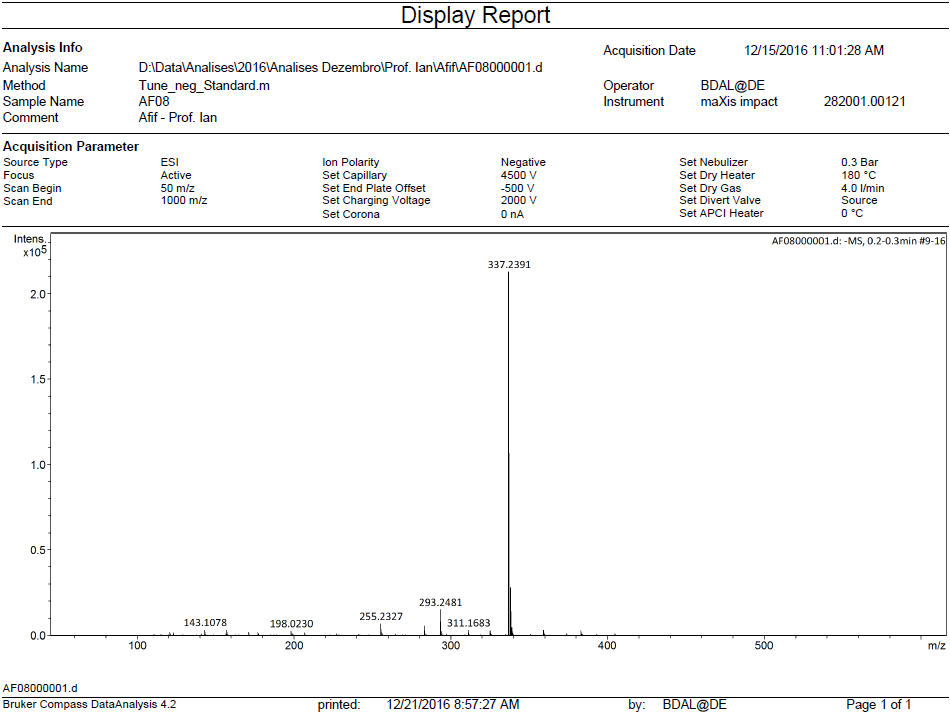 Display Report
Analysis Info
Acquisition Date 12/15/2016 11:01:28 AM
Analysis Name D:\Data\Analises\2016\Analises Dezembro\Prof. Ian\Afif\AF08000001.d
Method Tune_neg_Standard.m Operator BDAL@DE
Sample Name AF08 Instrument maXis impact 282001.00121
Comment Afif - Prof. Ian
Acquisition Parameter
Source Type ESI Ion Polarity Negative Set Nebulizer 0.3 Bar
Focus Active Set Capillary 4500 V Set Dry Heater 180 °C
Scan Begin 50 m/z Set End Plate Offset -500 V Set Dry Gas 4.0 l/min
Scan End 1000 m/z Set Charging Voltage 2000 V Set Divert Valve Source
Set Corona 0 nA Set APCI Heater 0 °C
Intens.
x10⁵
AF08000001.d: -MS, 0.2-0.3min #9-16
337.2391
2.0
1.5
1.0
0.5
293.2481
255.2327
143.1078 198.0230 311.1683
0.0
100 200 300 400 500 m/z
AF08000001.d
Bruker Compass DataAnalysis 4.2 printed: 12/21/2016 8:57:27 AM by: BDAL@DE Page 1 of 1